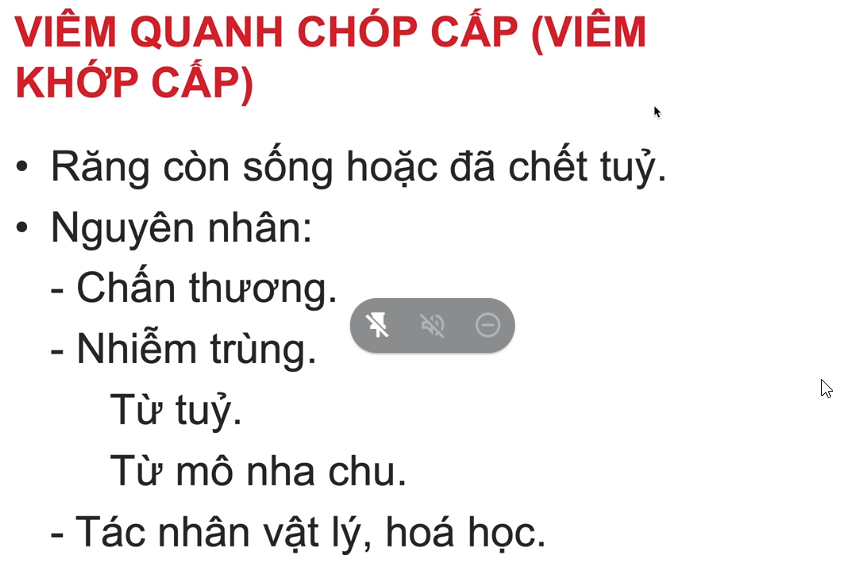 VIÊM QUANH CHÓP CẤP (VIÊM
KHỚP CẤP)
• Răng còn sống hoặc đã chết tuỷ.
• Nguyên nhân:
- Chấn thương.
- Nhiễm trùng.
Từ tuỷ.
Từ mô nha chu.
- Tác nhân vật lý, hoá học.